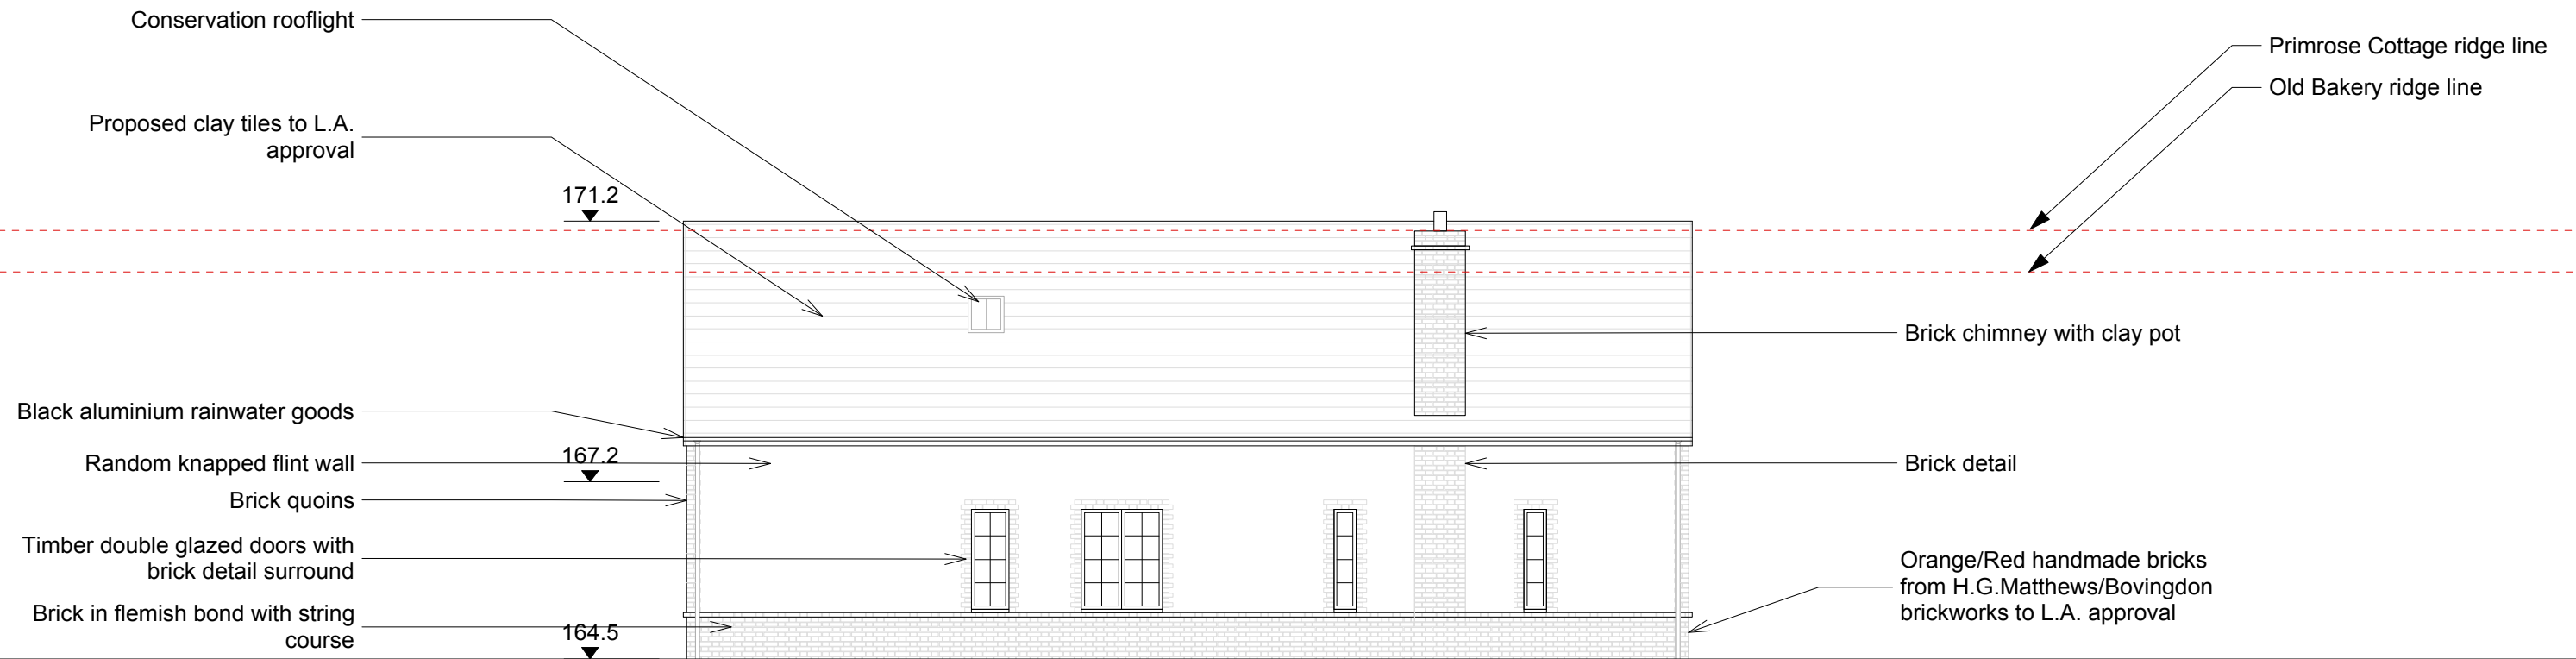 Conservation rooflight
Proposed clay tiles to L.A.
approval
171.2
Black aluminium rainwater goods
Random knapped flint wall
167.2
Brick quoins
Timber double glazed doors with
brick detail surround
Brick in flemish bond with string
course
164.5
Primrose Cottage ridge line
Old Bakery ridge line
Brick chimney with clay pot
Brick detail
Orange/Red handmade bricks
from H.G.Matthews/Bovingdon
brickworks to L.A. approval